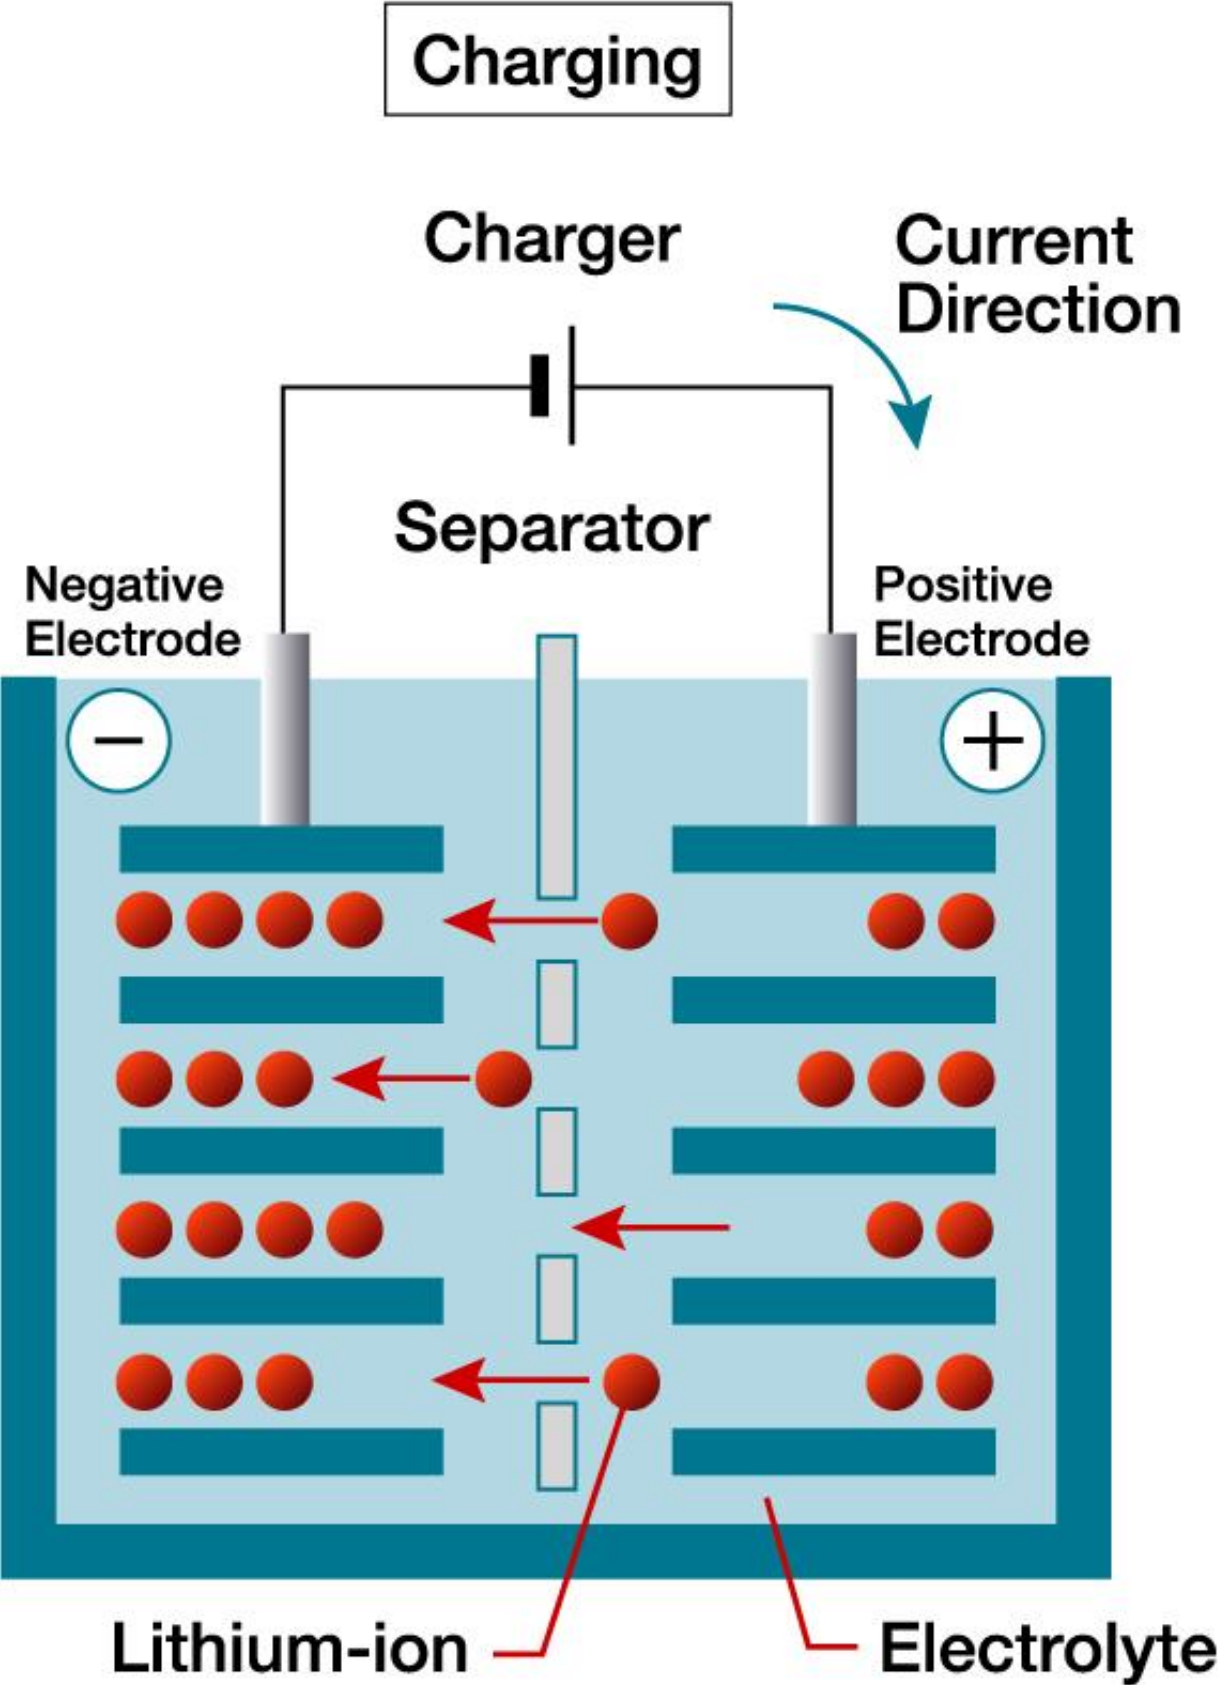 Charging
Charger
Current
Direction
Separator
Negative
Electrode
Positive
Electrode
−
+
Lithium-ion
Electrolyte